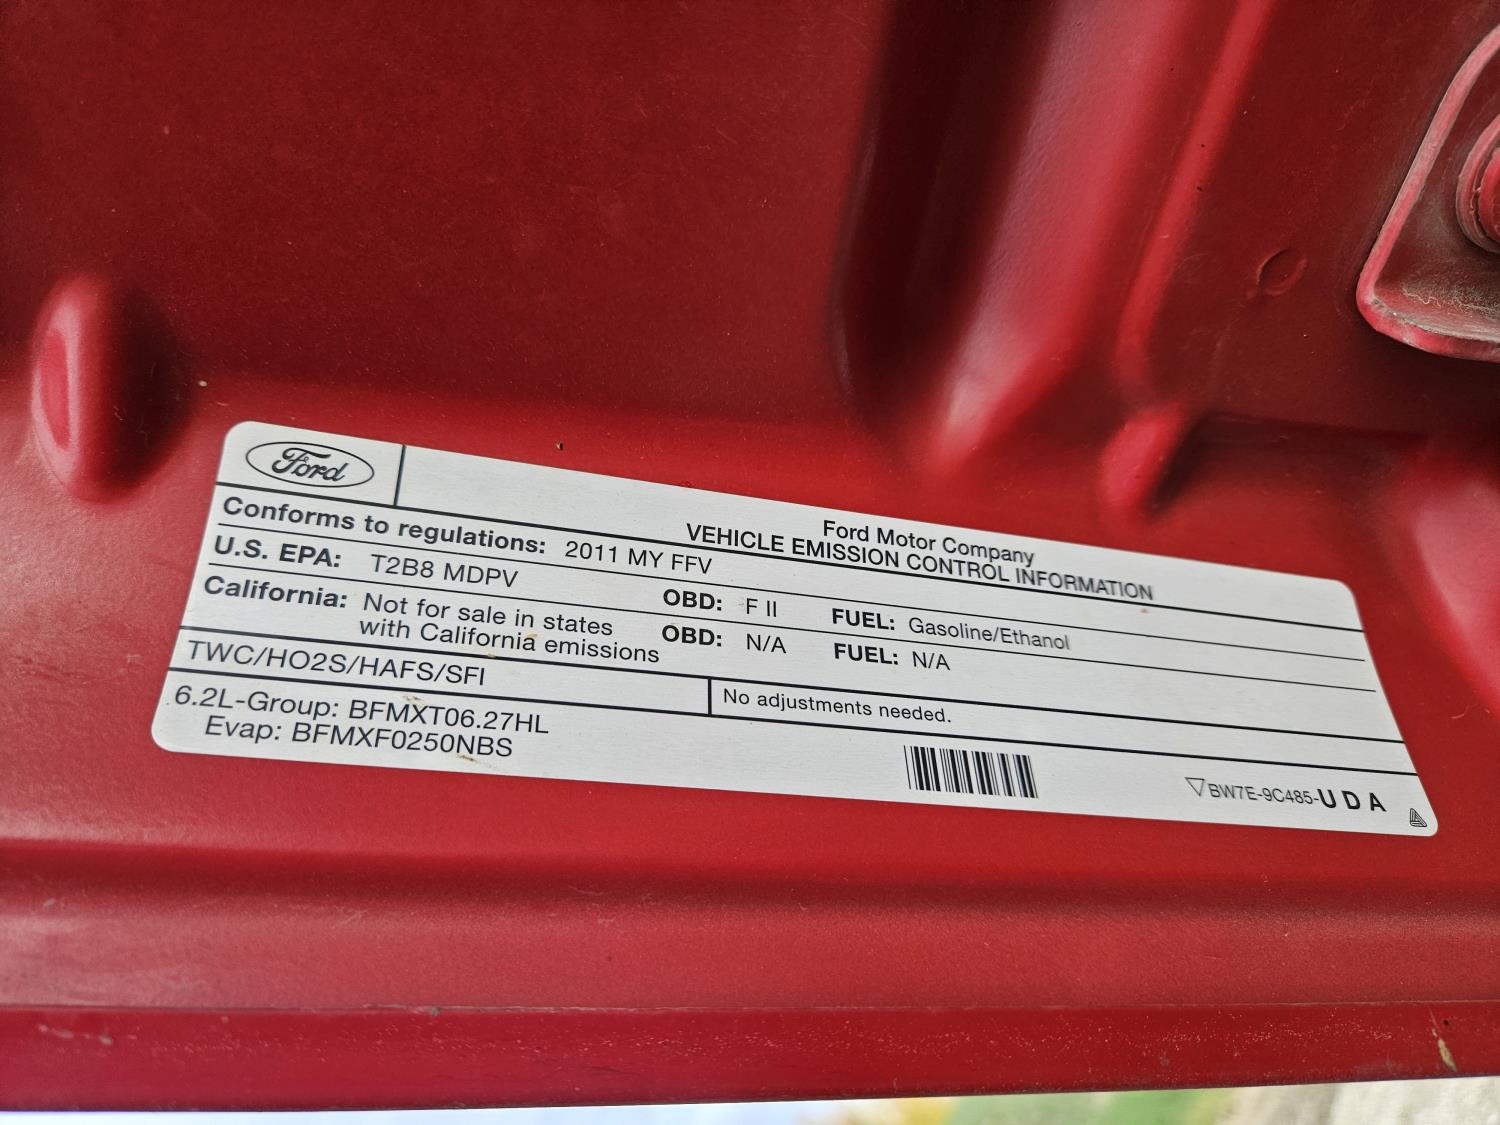 Ford
Ford Motor Company
VEHICLE EMISSION CONTROL INFORMATION
Conforms to regulations: 2011 MY FFV
U.S. EPA: T2B8 MDPV OBD: F II FUEL: Gasoline/Ethanol
California: Not for sale in states with California emissions OBD: N/A FUEL: N/A
TWC/HO2S/HAFS/SFI
No adjustments needed.
6.2L-Group: BFMXT06.27HL
Evap: BFMXF0250NBS
BW7E-9C485-UDA